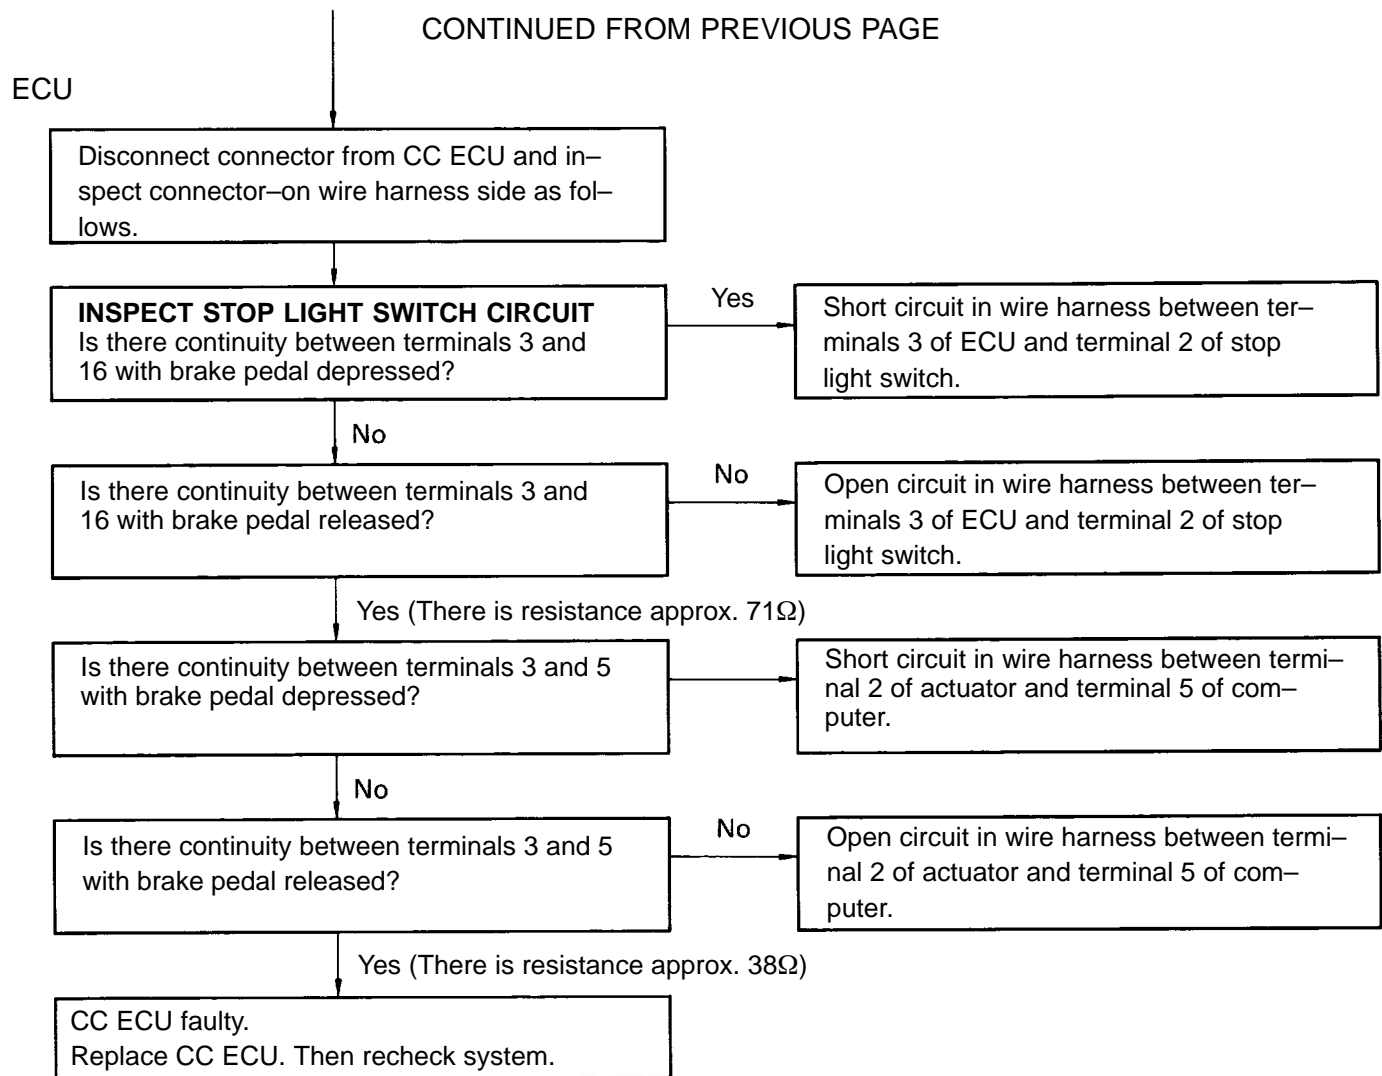 CONTINUED FROM PREVIOUS PAGE
ECU
Disconnect connector from CC ECU and in–
spect connector–on wire harness side as fol–
lows.
INSPECT STOP LIGHT SWITCH CIRCUIT
Is there continuity between terminals 3 and
16 with brake pedal depressed?
Yes
Short circuit in wire harness between ter–
minals 3 of ECU and terminal 2 of stop
light switch.
No
Is there continuity between terminals 3 and
16 with brake pedal released?
No
Open circuit in wire harness between ter–
minals 3 of ECU and terminal 2 of stop
light switch.
Yes (There is resistance approx. 71Ω)
Is there continuity between terminals 3 and 5
with brake pedal depressed?
Short circuit in wire harness between termi–
nal 2 of actuator and terminal 5 of com–
puter.
No
Is there continuity between terminals 3 and 5
with brake pedal released?
No
Open circuit in wire harness between termi–
nal 2 of actuator and terminal 5 of com–
puter.
Yes (There is resistance approx. 38Ω)
CC ECU faulty.
Replace CC ECU. Then recheck system.